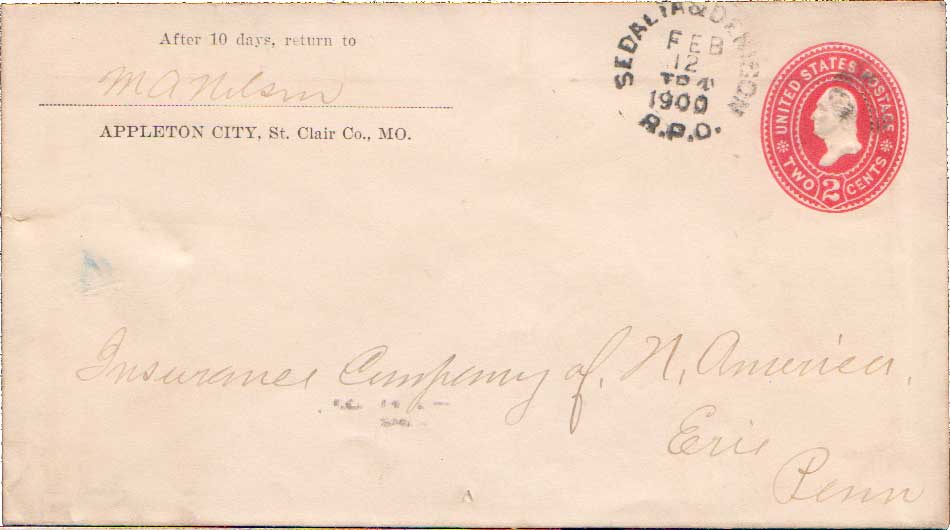 After 10 days, return to
M A Nelson
APPLETON CITY, St. Clair Co., MO.
SEDALIA & DENISON
FEB
12
1900
R.P.O.
UNITED STATES POSTAGE
TWO 2 CENTS
Insurance Company of N. America,
Erie
Penn